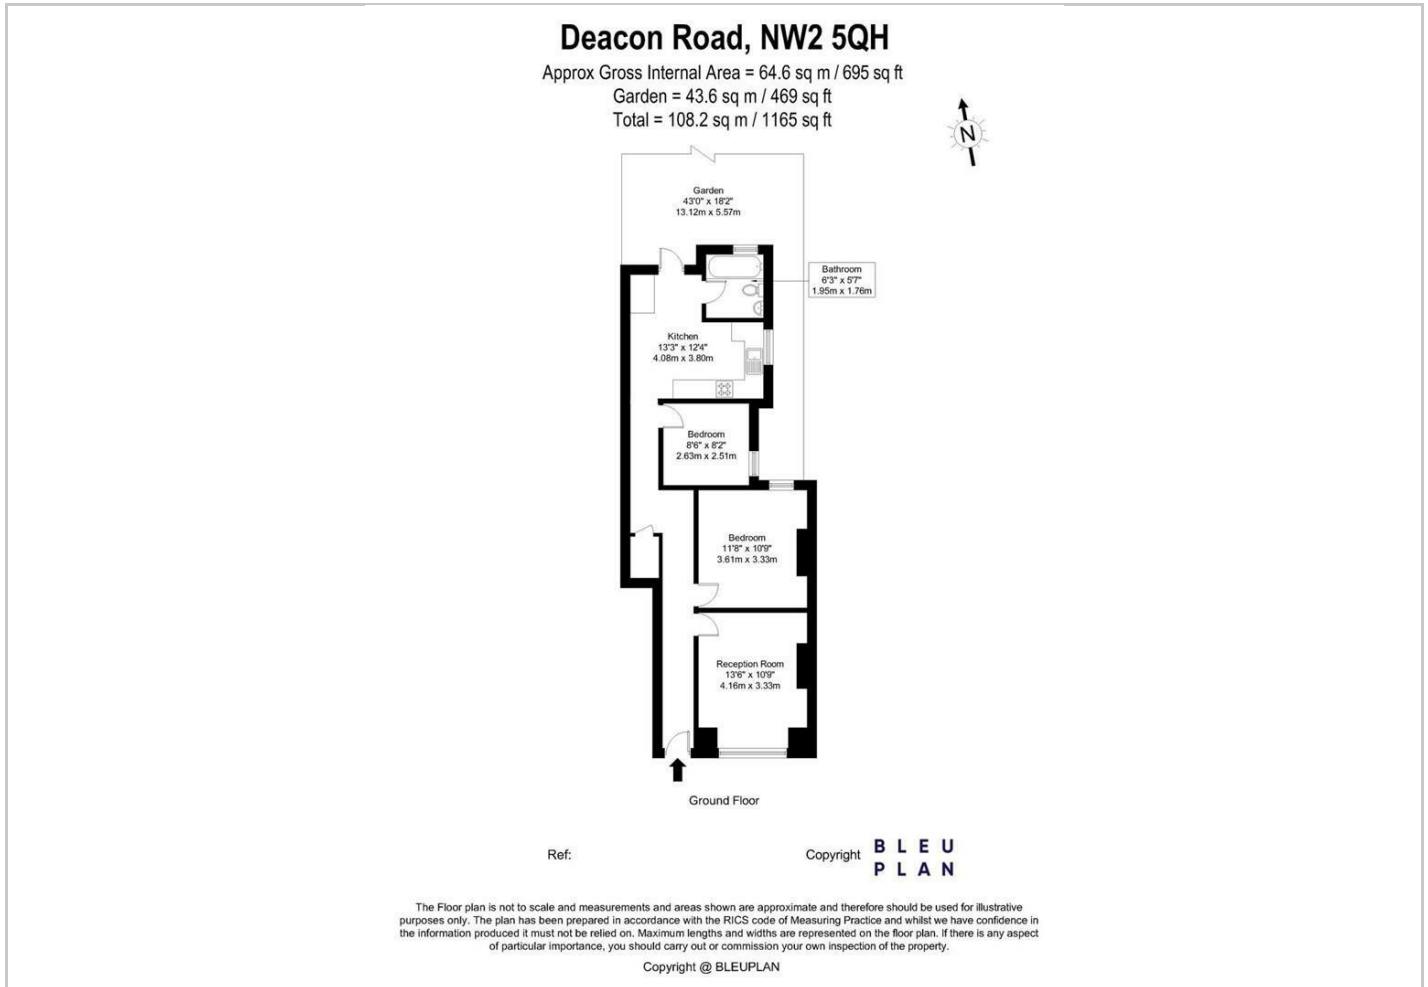 Deacon Road, NW2 5QH
Approx Gross Internal Area = 64.6 sq m / 695 sq ft
Garden = 43.6 sq m / 469 sq ft
Total = 108.2 sq m / 1165 sq ft
N
Garden
43'0" x 18'2"
13.12m x 5.57m
Bathroom
6'3" x 5'7"
1.95m x 1.76m
Kitchen
13'3" x 12'4"
4.08m x 3.80m
Bedroom
8'6" x 8'2"
2.63m x 2.51m
Bedroom
11'8" x 10'9"
3.61m x 3.33m
Reception Room
13'6" x 10'9"
4.16m x 3.33m
Ground Floor
Ref:
Copyright
BLEU
PLAN
The Floor plan is not to scale and measurements and areas shown are approximate and therefore should be used for illustrative
purposes only. The plan has been prepared in accordance with the RICS code of Measuring Practice and whilst we have confidence in
the information produced it must not be relied on. Maximum lengths and widths are represented on the floor plan. If there is any aspect
of particular importance, you should carry out or commission your own inspection of the property.
Copyright @ BLEUPLAN